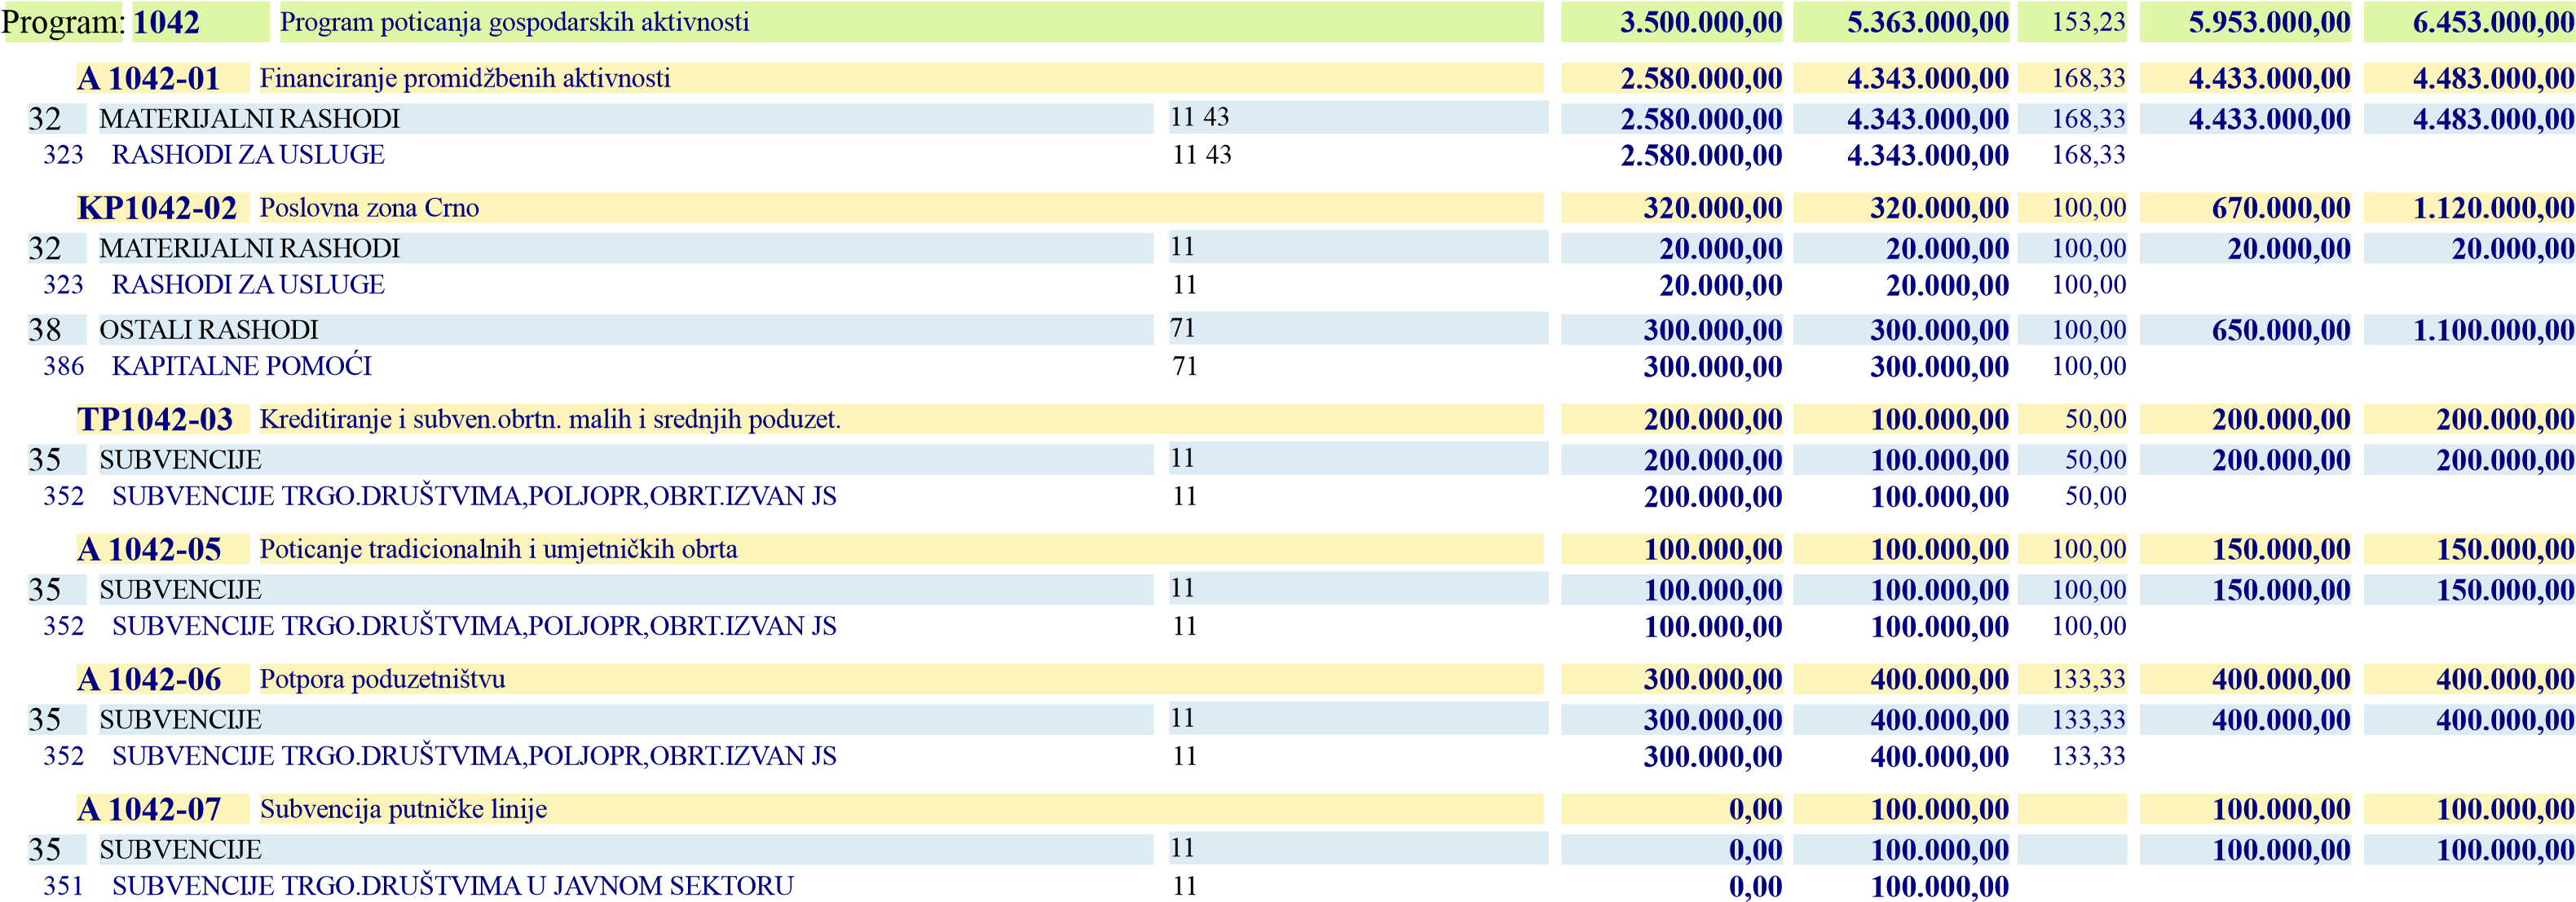 Program: 1042 Program poticanja gospodarskih aktivnosti 3.500.000,00 5.363.000,00 153,23 5.953.000,00 6.453.000,00
A 1042-01 Financiranje promidžbenih aktivnosti 2.580.000,00 4.343.000,00 168,33 4.433.000,00 4.483.000,00
32 MATERIJALNI RASHODI 11 43 2.580.000,00 4.343.000,00 168,33 4.433.000,00 4.483.000,00
323 RASHODI ZA USLUGE 11 43 2.580.000,00 4.343.000,00 168,33
KP1042-02 Poslovna zona Crno 320.000,00 320.000,00 100,00 670.000,00 1.120.000,00
32 MATERIJALNI RASHODI 11 20.000,00 20.000,00 100,00 20.000,00 20.000,00
323 RASHODI ZA USLUGE 11 20.000,00 20.000,00 100,00
38 OSTALI RASHODI 71 300.000,00 300.000,00 100,00 650.000,00 1.100.000,00
386 KAPITALNE POMOĆI 71 300.000,00 300.000,00 100,00
TP1042-03 Kreditiranje i subven.obrtn. malih i srednjih poduzet. 200.000,00 100.000,00 50,00 200.000,00 200.000,00
35 SUBVENCIJE 11 200.000,00 100.000,00 50,00 200.000,00 200.000,00
352 SUBVENCIJE TRGO.DRUŠTVIMA,POLJOPR,OBRT.IZVAN JS 11 200.000,00 100.000,00 50,00
A 1042-05 Poticanje tradicionalnih i umjetničkih obrta 100.000,00 100.000,00 100,00 150.000,00 150.000,00
35 SUBVENCIJE 11 100.000,00 100.000,00 100,00 150.000,00 150.000,00
352 SUBVENCIJE TRGO.DRUŠTVIMA,POLJOPR,OBRT.IZVAN JS 11 100.000,00 100.000,00 100,00
A 1042-06 Potpora poduzetništvu 300.000,00 400.000,00 133,33 400.000,00 400.000,00
35 SUBVENCIJE 11 300.000,00 400.000,00 133,33 400.000,00 400.000,00
352 SUBVENCIJE TRGO.DRUŠTVIMA,POLJOPR,OBRT.IZVAN JS 11 300.000,00 400.000,00 133,33
A 1042-07 Subvencija putničke linije 0,00 100.000,00 100.000,00 100.000,00
35 SUBVENCIJE 11 0,00 100.000,00 100.000,00 100.000,00
351 SUBVENCIJE TRGO.DRUŠTVIMA U JAVNOM SEKTORU 11 0,00 100.000,00